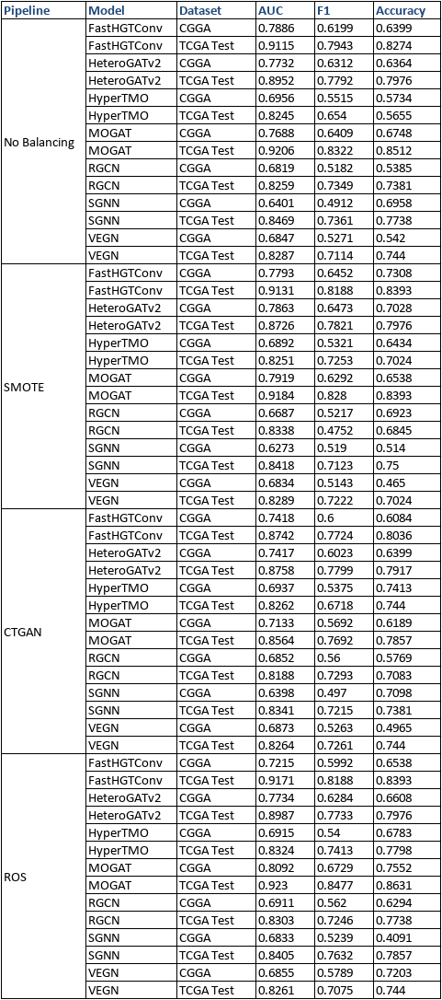 Pipeline Model Dataset AUC F1 Accuracy
FastHGTConv CGGA 0.7886 0.6199 0.6399
FastHGTConv TCGA Test 0.9115 0.7943 0.8274
HeteroGATv2 CGGA 0.7732 0.6312 0.6364
HeteroGATv2 TCGA Test 0.8952 0.7792 0.7976
HyperTMO CGGA 0.6956 0.5515 0.5734
HyperTMO TCGA Test 0.8245 0.654 0.5655
MOGAT CGGA 0.7688 0.6409 0.6748
No Balancing MOGAT TCGA Test 0.9206 0.8322 0.8512
RGCN CGGA 0.6819 0.5182 0.5385
RGCN TCGA Test 0.8259 0.7349 0.7381
SGNN CGGA 0.6401 0.4912 0.6958
SGNN TCGA Test 0.8469 0.7361 0.7738
VEGN CGGA 0.6847 0.5271 0.542
VEGN TCGA Test 0.8287 0.7114 0.744
FastHGTConv CGGA 0.7793 0.6452 0.7308
FastHGTConv TCGA Test 0.9131 0.8188 0.8393
HeteroGATv2 CGGA 0.7863 0.6473 0.7028
HeteroGATv2 TCGA Test 0.8726 0.7821 0.7976
HyperTMO CGGA 0.6892 0.5321 0.6434
HyperTMO TCGA Test 0.8251 0.7253 0.7024
MOGAT CGGA 0.7919 0.6292 0.6538
SMOTE MOGAT TCGA Test 0.9184 0.828 0.8393
RGCN CGGA 0.6687 0.5217 0.6923
RGCN TCGA Test 0.8338 0.4752 0.6845
SGNN CGGA 0.6273 0.519 0.514
SGNN TCGA Test 0.8418 0.7123 0.75
VEGN CGGA 0.6834 0.5143 0.465
VEGN TCGA Test 0.8289 0.7222 0.7024
FastHGTConv CGGA 0.7418 0.6 0.6084
FastHGTConv TCGA Test 0.8742 0.7724 0.8036
HeteroGATv2 CGGA 0.7417 0.6023 0.6399
HeteroGATv2 TCGA Test 0.8758 0.7799 0.7917
HyperTMO CGGA 0.6937 0.5375 0.7413
HyperTMO TCGA Test 0.8262 0.6718 0.744
MOGAT CGGA 0.7133 0.5692 0.6189
CTGAN MOGAT TCGA Test 0.8564 0.7692 0.7857
RGCN CGGA 0.6852 0.56 0.5769
RGCN TCGA Test 0.8188 0.7293 0.7083
SGNN CGGA 0.6398 0.497 0.7098
SGNN TCGA Test 0.8341 0.7215 0.7381
VEGN CGGA 0.6873 0.5263 0.4965
VEGN TCGA Test 0.8264 0.7261 0.744
FastHGTConv CGGA 0.7215 0.5992 0.6538
FastHGTConv TCGA Test 0.9171 0.8188 0.8393
HeteroGATv2 CGGA 0.7734 0.6284 0.6608
HeteroGATv2 TCGA Test 0.8987 0.7733 0.7976
HyperTMO CGGA 0.6915 0.54 0.6783
HyperTMO TCGA Test 0.8324 0.7413 0.7798
MOGAT CGGA 0.8092 0.6729 0.7552
ROS MOGAT TCGA Test 0.923 0.8477 0.8631
RGCN CGGA 0.6911 0.562 0.6294
RGCN TCGA Test 0.8303 0.7246 0.7738
SGNN CGGA 0.6833 0.5239 0.4091
SGNN TCGA Test 0.8405 0.7632 0.7857
VEGN CGGA 0.6855 0.5789 0.7203
VEGN TCGA Test 0.8261 0.7075 0.744